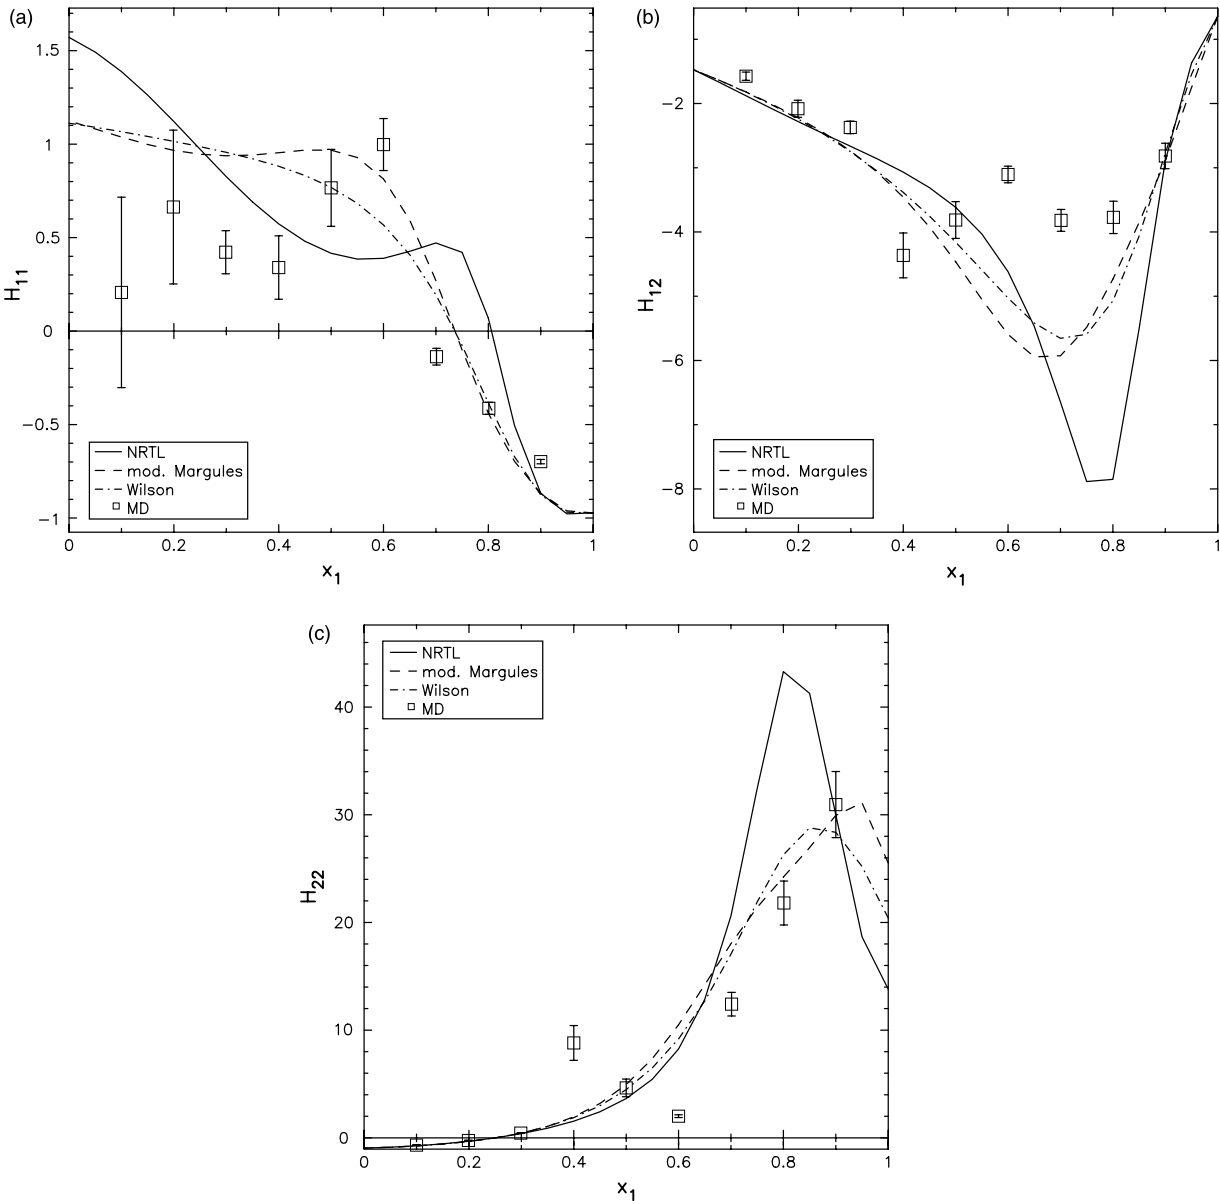 (a)
H11
1.5
1
0.5
0
−0.5
−1
NRTL
mod. Margules
Wilson
MD
0 0.2 0.4 0.6 0.8 1
x1
(b)
H12
−2
−4
−6
−8
NRTL
mod. Margules
Wilson
MD
0 0.2 0.4 0.6 0.8 1
x1
(c)
H22
40
30
20
10
0
NRTL
mod. Margules
Wilson
MD
0 0.2 0.4 0.6 0.8 1
x1